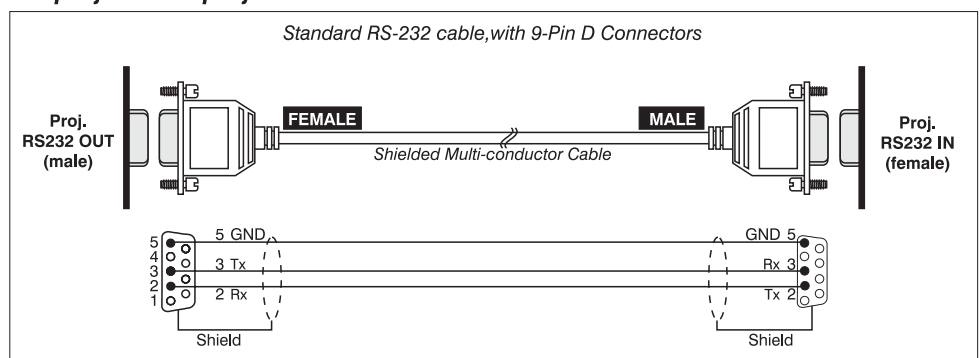 Standard RS-232 cable,with 9-Pin D Connectors
Proj.
RS232 OUT
(male)
FEMALE
MALE
Shielded Multi-conductor Cable
Proj.
RS232 IN
(female)
5
4
3
2
1
5 GND
3 Tx
2 Rx
GND 5
Rx 3
Tx 2
Shield
Shield